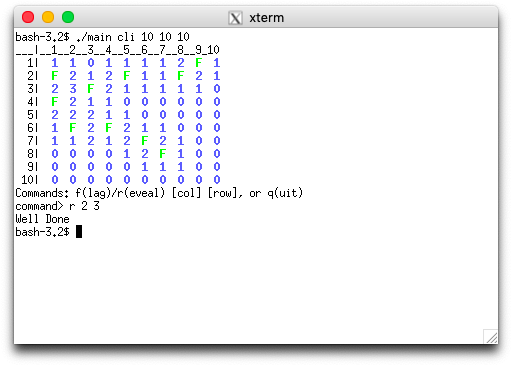 xterm
bash-3.2$ ./main cli 10 10 10
___|__1__2__3__4__5__6__7__8__9_10
  1|  1  1  0  1  1  1  1  2  F  1
  2|  F  2  1  2  F  1  1  F  2  1
  3|  2  3  F  2  1  1  1  1  1  0
  4|  F  2  1  1  0  0  0  0  0  0
  5|  2  2  2  1  1  0  0  0  0  0
  6|  1  F  2  F  2  1  1  0  0  0
  7|  1  1  2  1  2  F  2  1  0  0
  8|  0  0  0  0  1  2  F  1  0  0
  9|  0  0  0  0  0  1  1  1  0  0
 10|  0  0  0  0  0  0  0  0  0  0
Commands: f(lag)/r(eveal) [col] [row], or q(uit)
command> r 2 3
Well Done
bash-3.2$